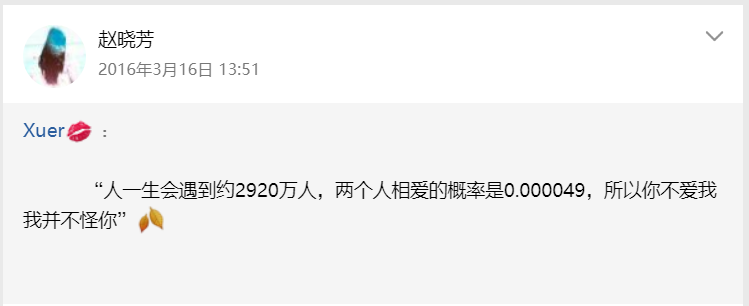 赵晓芳
2016年3月16日 13:51
Xuer💋 :
“人一生会遇到约2920万人，两个人相爱的概率是0.000049，所以你不爱我
我并不怪你”🍂